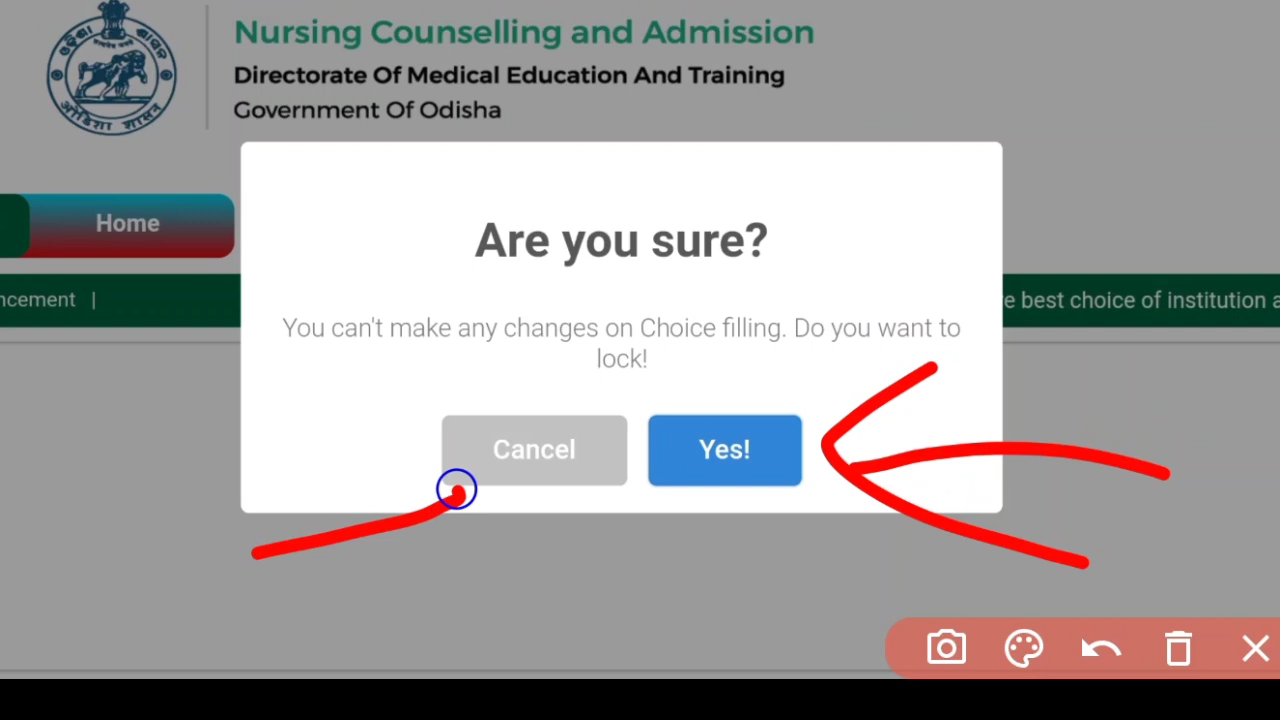 Nursing Counselling and Admission
Directorate Of Medical Education And Training
Government Of Odisha
Home
Are you sure?
ncement |
e best choice of institution a
You can't make any changes on Choice filling. Do you want to
lock!
Cancel
Yes!